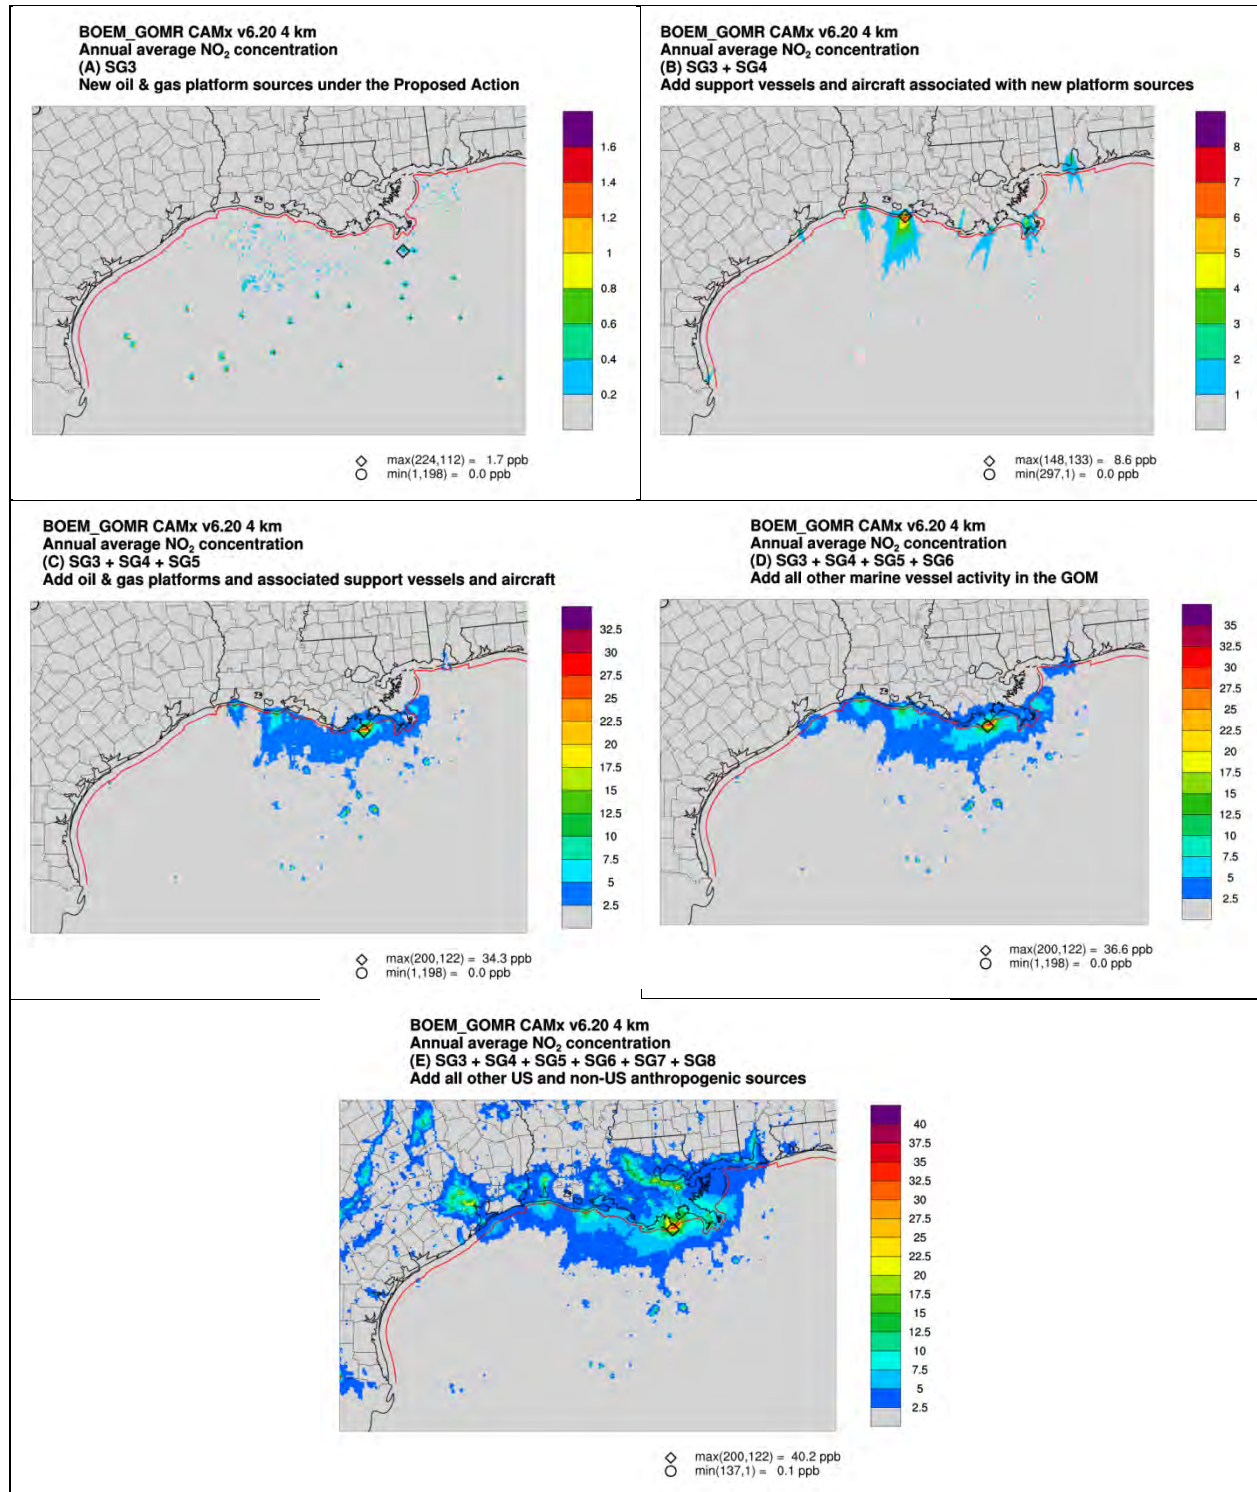 BOEM_GOMR CAMx v6.20 4 km
Annual average NO₂ concentration
(A) SG3
New oil & gas platform sources under the Proposed Action
1.6
1.4
1.2
1
0.8
0.6
0.4
0.2
max(224,112) = 1.7 ppb
min(1,198) = 0.0 ppb
BOEM_GOMR CAMx v6.20 4 km
Annual average NO₂ concentration
(B) SG3 + SG4
Add support vessels and aircraft associated with new platform sources
8
7
6
5
4
3
2
1
max(148,133) = 8.6 ppb
min(297,1) = 0.0 ppb
BOEM_GOMR CAMx v6.20 4 km
Annual average NO₂ concentration
(C) SG3 + SG4 + SG5
Add oil & gas platforms and associated support vessels and aircraft
32.5
30
27.5
25
22.5
20
17.5
15
12.5
10
7.5
5
2.5
max(200,122) = 34.3 ppb
min(1,198) = 0.0 ppb
BOEM_GOMR CAMx v6.20 4 km
Annual average NO₂ concentration
(D) SG3 + SG4 + SG5 + SG6
Add all other marine vessel activity in the GOM
35
32.5
30
27.5
25
22.5
20
17.5
15
12.5
10
7.5
5
2.5
max(200,122) = 36.6 ppb
min(1,198) = 0.0 ppb
BOEM_GOMR CAMx v6.20 4 km
Annual average NO₂ concentration
(E) SG3 + SG4 + SG5 + SG6 + SG7 + SG8
Add all other US and non-US anthropogenic sources
40
37.5
35
32.5
30
27.5
25
22.5
20
17.5
15
12.5
10
7.5
5
2.5
max(200,122) = 40.2 ppb
min(137,1) = 0.1 ppb